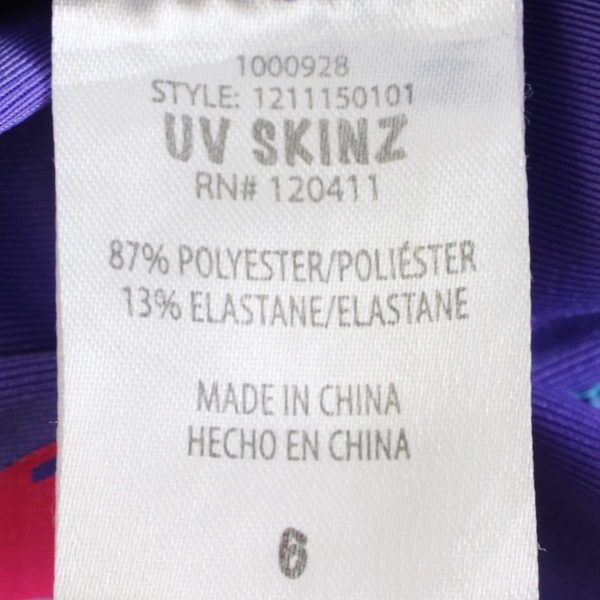 1000928
STYLE: 1211150101
UV SKINZ
RN# 120411
87% POLYESTER/POLIÉSTER
13% ELASTANE/ELASTANE
MADE IN CHINA
HECHO EN CHINA
6